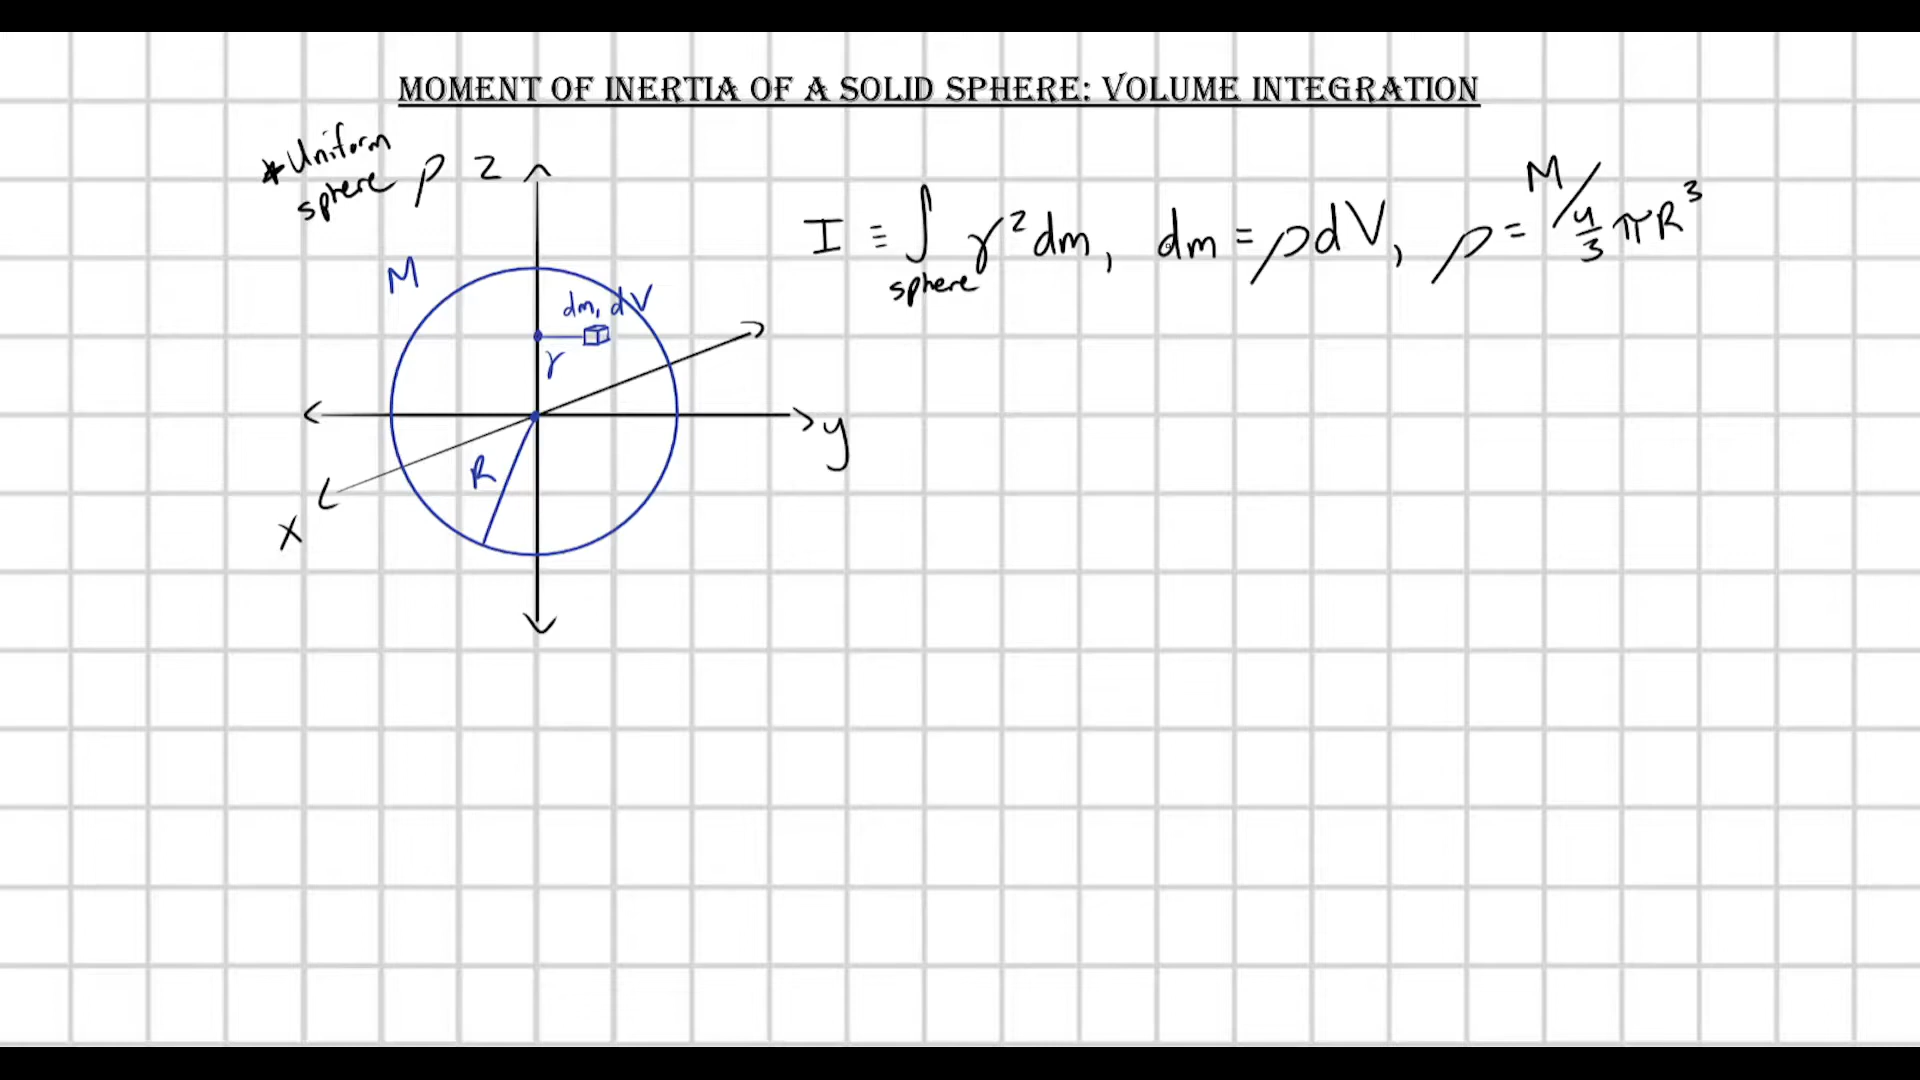 MOMENT OF INERTIA OF A SOLID SPHERE: VOLUME INTEGRATION
*Uniform
sphere ρ
z
I ≡ ∫ r² dm, dm = ρdV, ρ = M/4/3 πR³
sphere
M
dm, dV
r
y
R
x